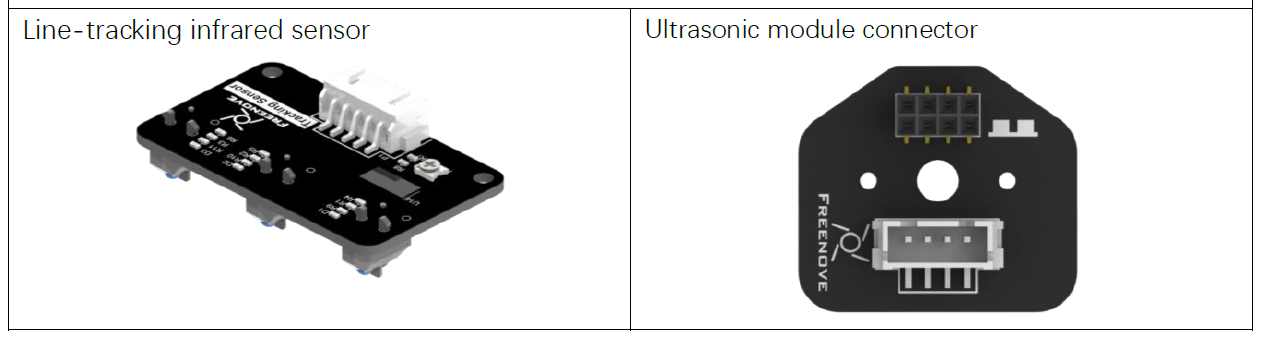 Line-tracking infrared sensor
Ultrasonic module connector
Tracking Sensor
FREENOVE
FREENOVE